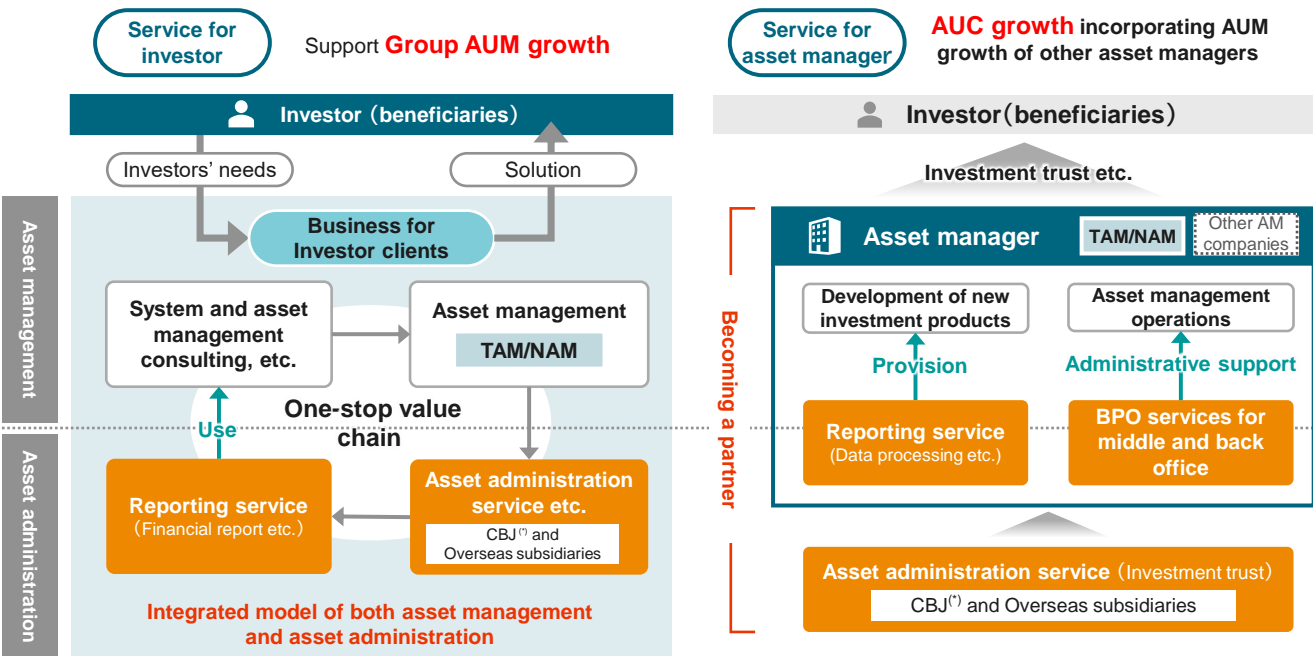 Service for
investor
Support Group AUM growth
Investor（beneficiaries）
Investors' needs
Solution
Asset management
Business for
Investor clients
System and asset
management
consulting, etc.
Asset management
TAM/NAM
One-stop value
chain
Use
Asset administration
Reporting service
（Financial report etc.）
Asset administration
service etc.
CBJ(*) and
Overseas subsidiaries
Integrated model of both asset management
and asset administration
Service for
asset manager
AUC growth incorporating AUM
growth of other asset managers
Investor（beneficiaries）
Investment trust etc.
Becoming a partner
Asset manager
TAM/NAM
Other AM
companies
Development of new
investment products
Asset management
operations
Provision
Administrative support
Reporting service
(Data processing etc.)
BPO services for
middle and back
office
Asset administration service（Investment trust）
CBJ(*) and Overseas subsidiaries